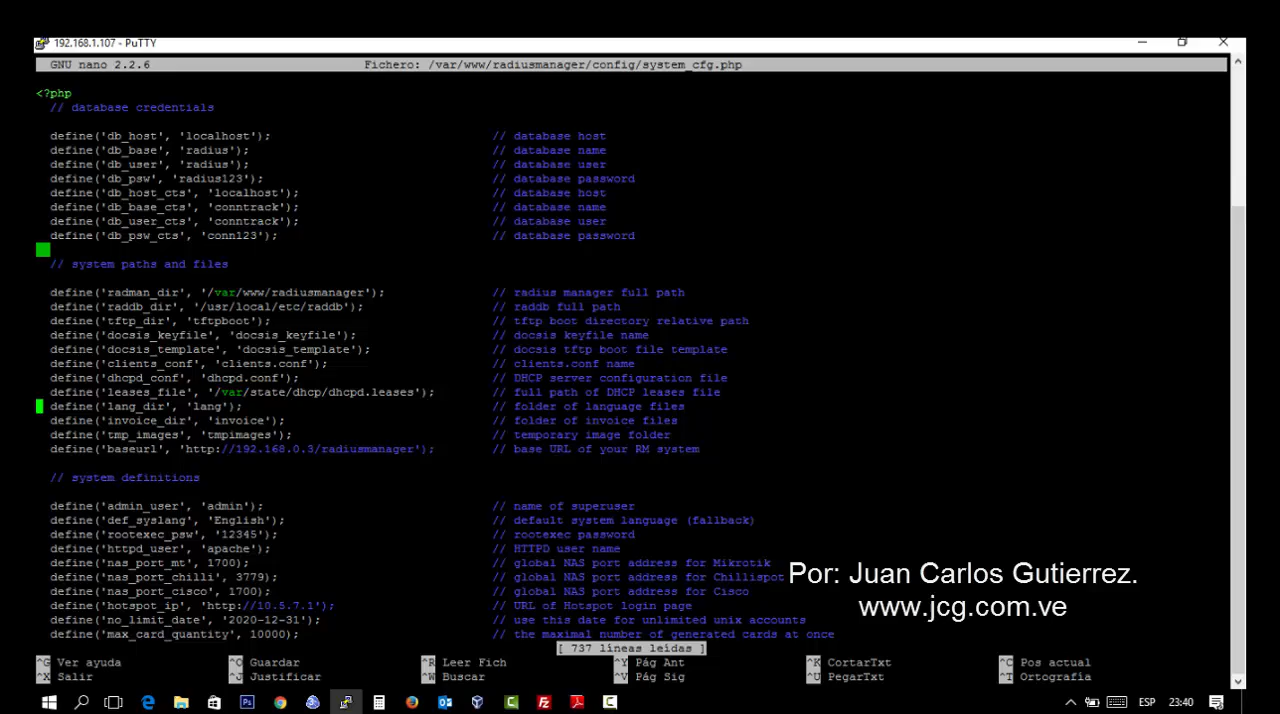 192.168.1.107 - PuTTY
GNU nano 2.2.6 Fichero: /var/www/radiusmanager/config/system_cfg.php
<?php
// database credentials
define('db_host', 'localhost'); // database host
define('db_base', 'radius'); // database name
define('db_user', 'radius'); // database user
define('db_psw', 'radius123'); // database password
define('db_host_cts', 'localhost'); // database host
define('db_base_cts', 'conntrack'); // database name
define('db_user_cts', 'conntrack'); // database user
define('db_psw_cts', 'conn123'); // database password
// system paths and files
define('radman_dir', '/var/www/radiusmanager'); // radius manager full path
define('raddb_dir', '/usr/local/etc/raddb'); // raddb full path
define('tftp_dir', 'tftpboot'); // tftp boot directory relative path
define('docsis_keyfile', 'docsis_keyfile'); // docsis keyfile name
define('docsis_template', 'docsis_template'); // docsis tftp boot file template
define('clients_conf', 'clients.conf'); // clients.conf name
define('dhcpd_conf', 'dhcpd.conf'); // DHCP server configuration file
define('leases_file', '/var/state/dhcp/dhcpd.leases'); // full path of DHCP leases file
define('lang_dir', 'lang'); // folder of language files
define('invoice_dir', 'invoice'); // folder of invoice files
define('tmp_images', 'tmpimages'); // temporary image folder
define('baseurl', 'http://192.168.0.3/radiusmanager'); // base URL of your RM system
// system definitions
define('admin_user', 'admin'); // name of superuser
define('def_syslang', 'English'); // default system language (fallback)
define('rootexec_psw', '12345'); // rootexec password
define('httpd_user', 'apache'); // HTTPD user name
define('nas_port_mt', 1700); // global NAS port address for Mikrotik
define('nas_port_chilli', 3779); // global NAS port address for Chillispot
define('nas_port_cisco', 1700); // global NAS port address for Cisco
define('hotspot_ip', 'http://10.5.7.1'); // URL of Hotspot login page
define('no_limit_date', '2020-12-31'); // use this date for unlimited unix accounts
define('max_card_quantity', 10000); // the maximal number of generated cards at once
Por: Juan Carlos Gutierrez.
www.jcg.com.ve
[ 737 líneas leídas ]
^G Ver ayuda ^O Guardar ^R Leer Fich ^Y Pág Ant ^K CortarTxt ^C Pos actual
^X Salir ^J Justificar ^W Buscar ^V Pág Sig ^U PegarTxt ^T Ortografía
ESP 23:40